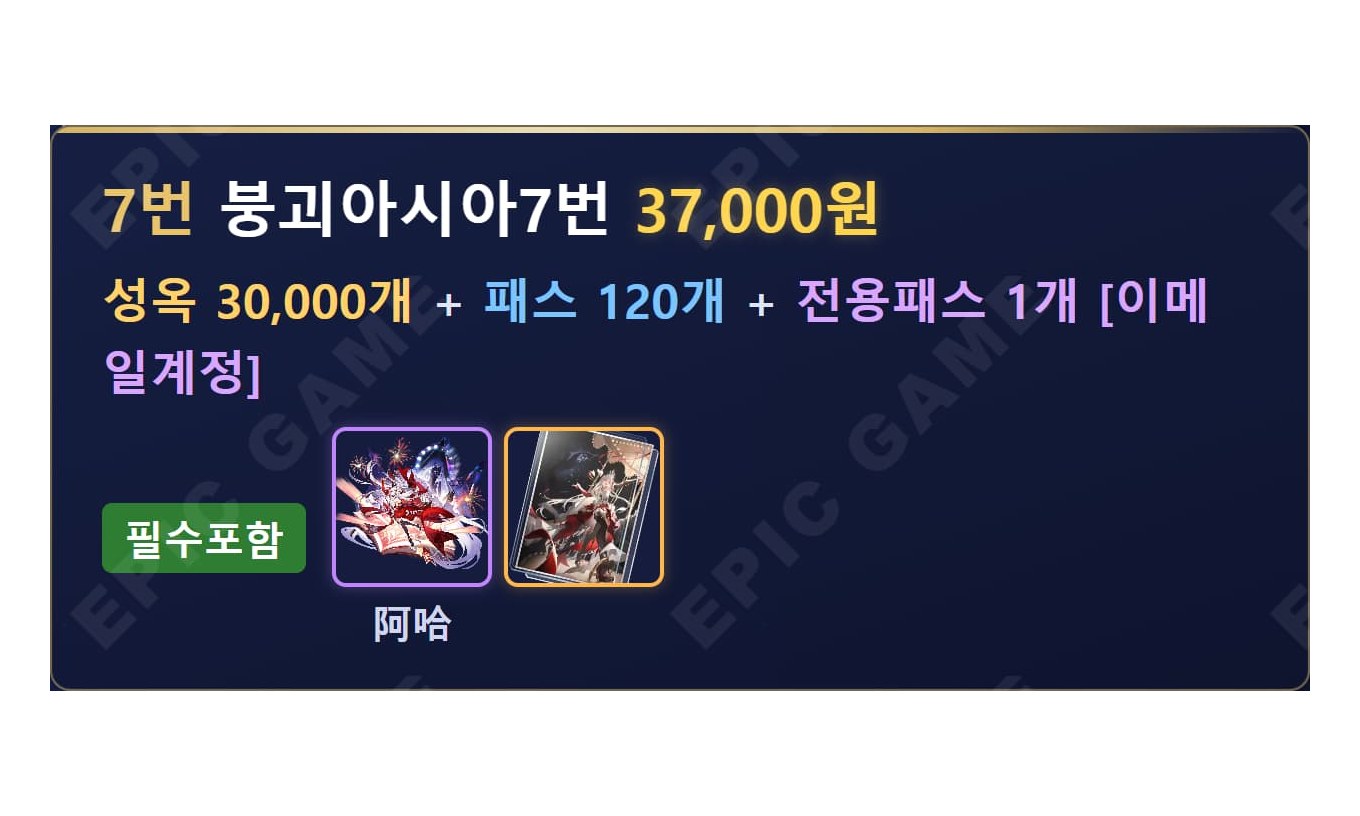 7번 붕괴아시아7번 37,000원
성옥 30,000개 + 패스 120개 + 전용패스 1개 [이메
일계정]
필수포함
阿哈
EPIC GAME